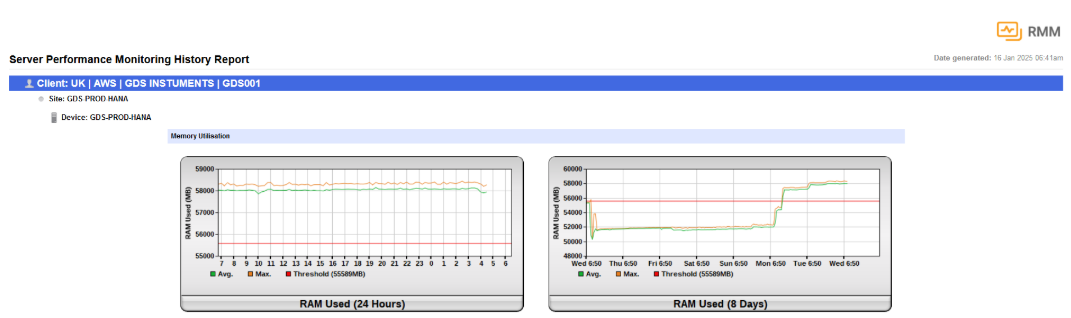 RMM
Server Performance Monitoring History Report
Date generated: 16 Jan 2025 06:41am
Client: UK | AWS | GDS INSTUMENTS | GDS001
Site: GDS-PROD-HANA
Device: GDS-PROD-HANA
Memory Utilisation
RAM Used (MB)
59000
58000
57000
56000
55000
7 8 9 10 11 12 13 14 15 16 17 18 19 20 21 22 23 0 1 2 3 4 5 6
Avg. Max. Threshold (55589MB)
RAM Used (24 Hours)
RAM Used (MB)
60000
58000
56000
54000
52000
50000
48000
Wed 6:50 Thu 6:50 Fri 6:50 Sat 6:50 Sun 6:50 Mon 6:50 Tue 6:50 Wed 6:50
Avg. Max. Threshold (55589MB)
RAM Used (8 Days)